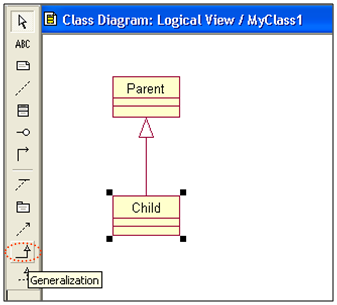 Class Diagram: Logical View / MyClass1
ABC
Parent
Child
Generalization